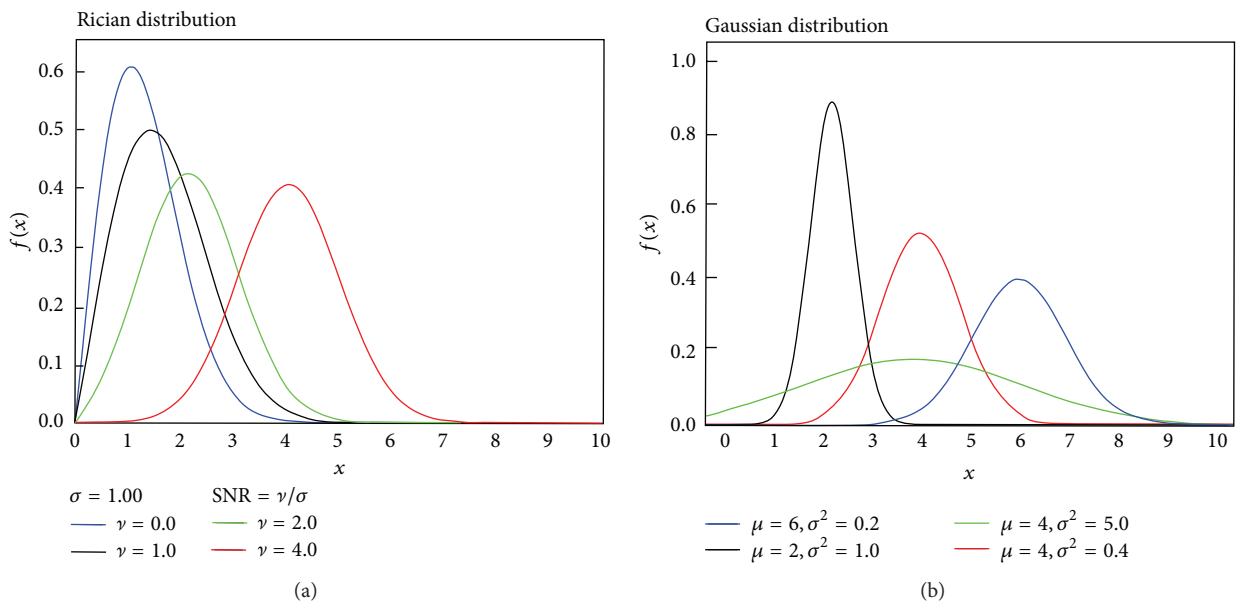 Rician distribution
f(x)
0.6
0.5
0.4
0.3
0.2
0.1
0.0
0 1 2 3 4 5 6 7 8 9 10
x
σ = 1.00 SNR = ν/σ
ν = 0.0 ν = 2.0
ν = 1.0 ν = 4.0
(a)
Gaussian distribution
f(x)
1.0
0.8
0.6
0.4
0.2
0.0
0 1 2 3 4 5 6 7 8 9 10
x
μ = 6, σ² = 0.2 μ = 4, σ² = 5.0
μ = 2, σ² = 1.0 μ = 4, σ² = 0.4
(b)